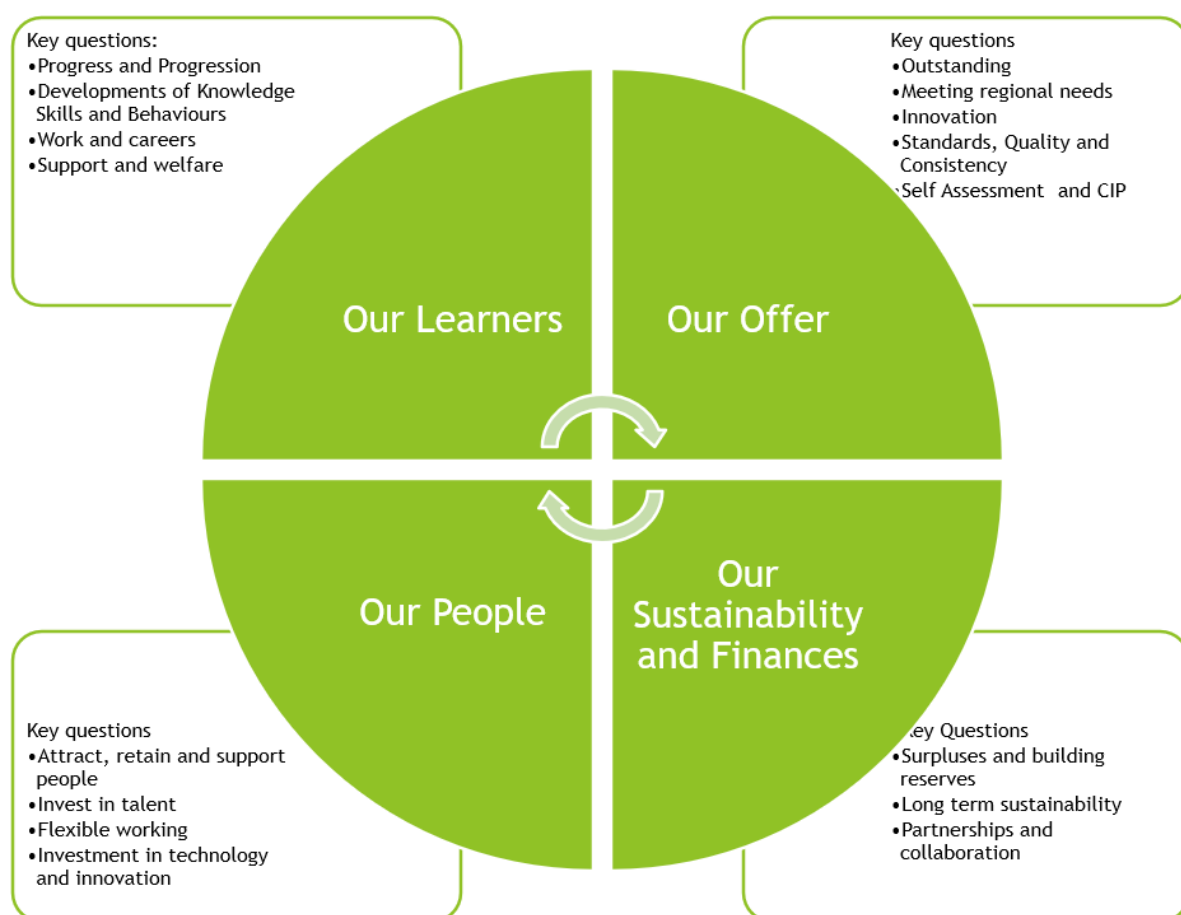 Key questions:
•Progress and Progression
•Developments of Knowledge
Skills and Behaviours
•Work and careers
•Support and welfare
Key questions
•Outstanding
•Meeting regional needs
•Innovation
•Standards, Quality and
Consistency
•Self Assessment and CIP
Our Learners
Our Offer
Our People
Our
Sustainability
and Finances
Key questions
•Attract, retain and support
people
•Invest in talent
•Flexible working
•Investment in technology
and innovation
Key Questions
•Surpluses and building
reserves
•Long term sustainability
•Partnerships and
collaboration